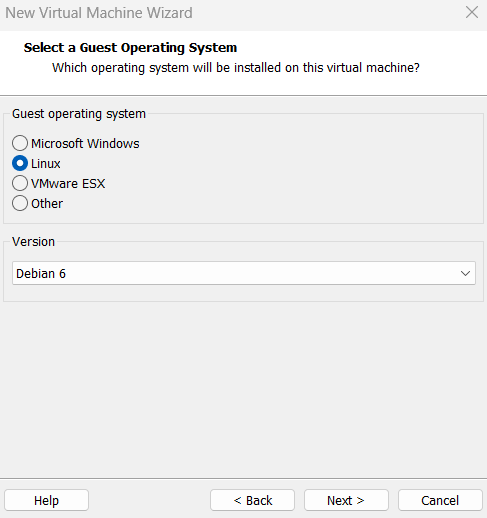 New Virtual Machine Wizard
Select a Guest Operating System
Which operating system will be installed on this virtual machine?
Guest operating system
Microsoft Windows
Linux
VMware ESX
Other
Version
Debian 6
Help
< Back
Next >
Cancel